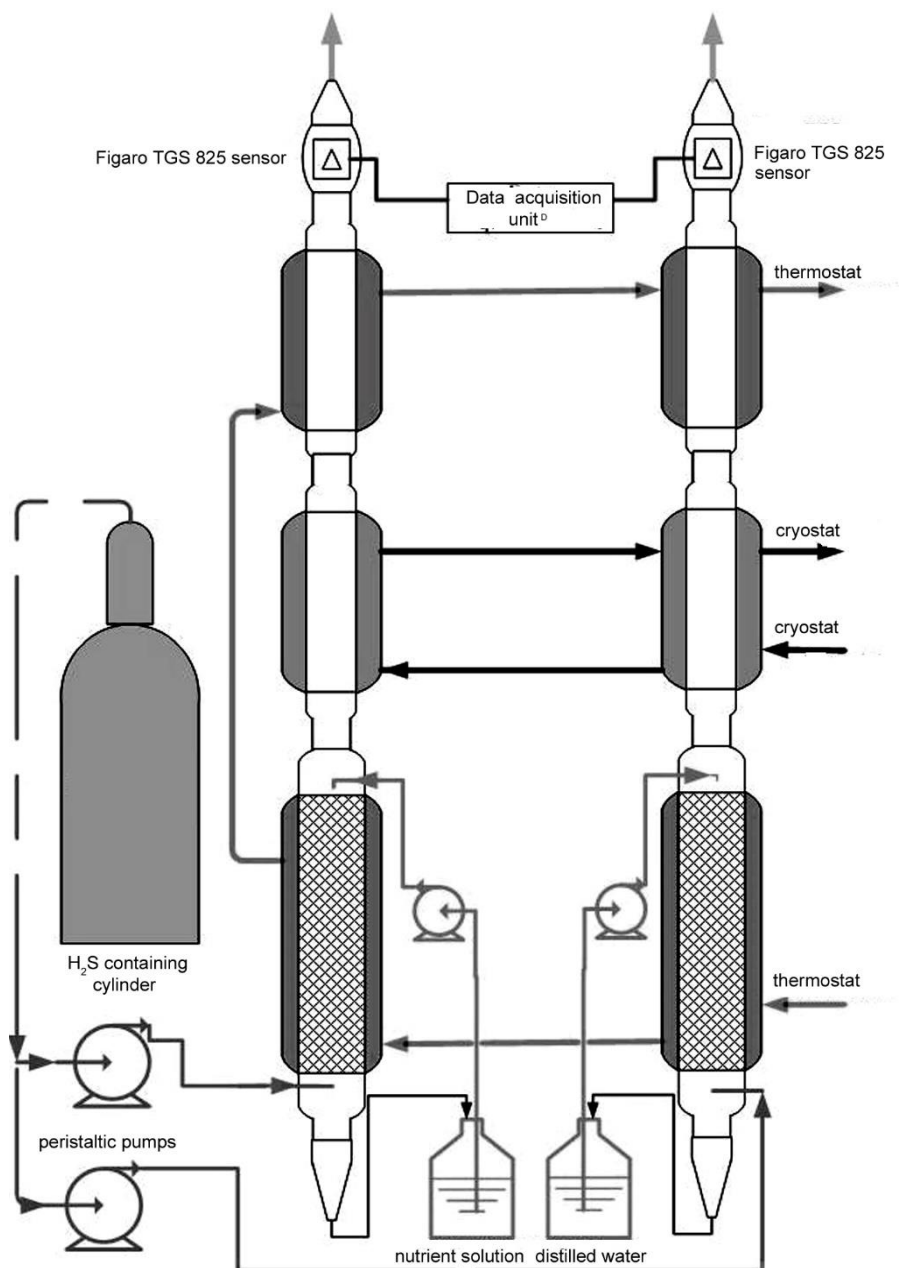 Figaro TGS 825 sensor
Figaro TGS 825
sensor
Data acquisition
unit D
thermostat
cryostat
cryostat
H₂S containing
cylinder
thermostat
peristaltic pumps
nutrient solution
distilled water